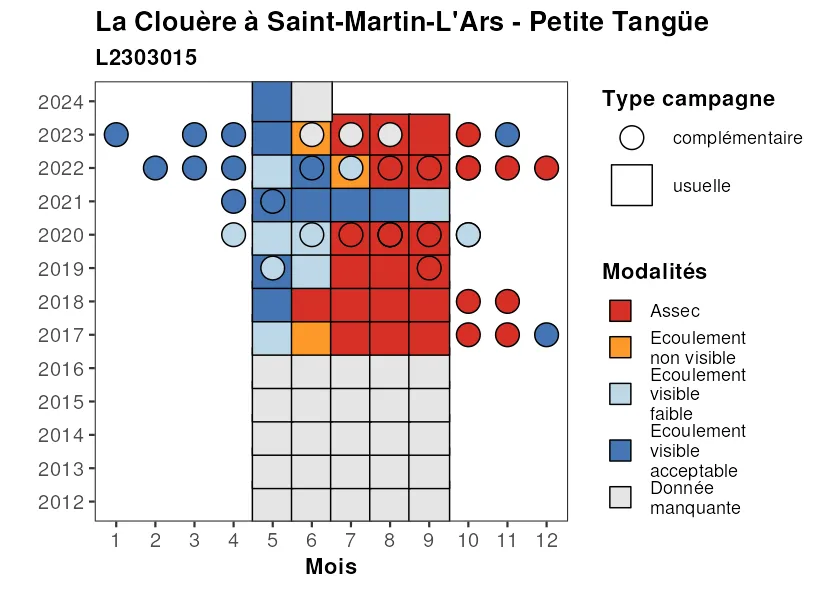 La Clouère à Saint-Martin-L'Ars - Petite Tangüe
L2303015
2024
2023
2022
2021
2020
2019
2018
2017
2016
2015
2014
2013
2012
1 2 3 4 5 6 7 8 9 10 11 12
Mois
Type campagne
complémentaire
usuelle
Modalités
Assec
Ecoulement
non visible
Ecoulement
visible
faible
Ecoulement
visible
acceptable
Donnée
manquante